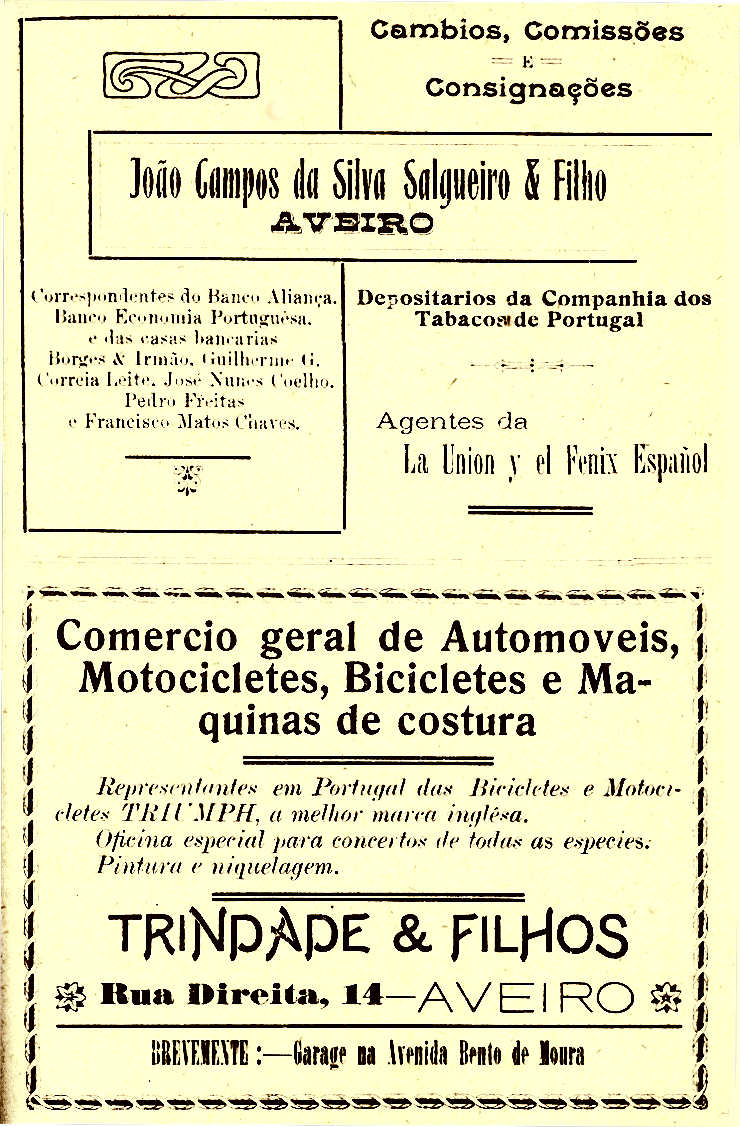 Cambios, Comissões
E
Consignações
João Campos da Silva Salgueiro & Filho
AVEIRO
Correspondentes do Banco Aliança,
Banco Economia Portuguêsa,
e das casas bancarias
Borges & Irmão, Guilherme G.
Correia Leite, José Nunes Coelho,
Pedro Freitas
e Francisco Matos Chaves.
Depositarios da Companhia dos
Tabacos de Portugal
Agentes da
La Union y el Fenix Español
Comercio geral de Automoveis,
Motocicletes, Bicicletes e Ma-
quinas de costura
Representantes em Portugal das Bicicletes e Motoci-
cletes TRIUMPH, a melhor marca inglêsa.
Oficina especial para concertos de todas as especies.
Pintura e niquelagem.
TRINDADE & FILHOS
Rua Direita, 14—AVEIRO
BREVEMENTE:—Garage na Avenida Bento de Moura